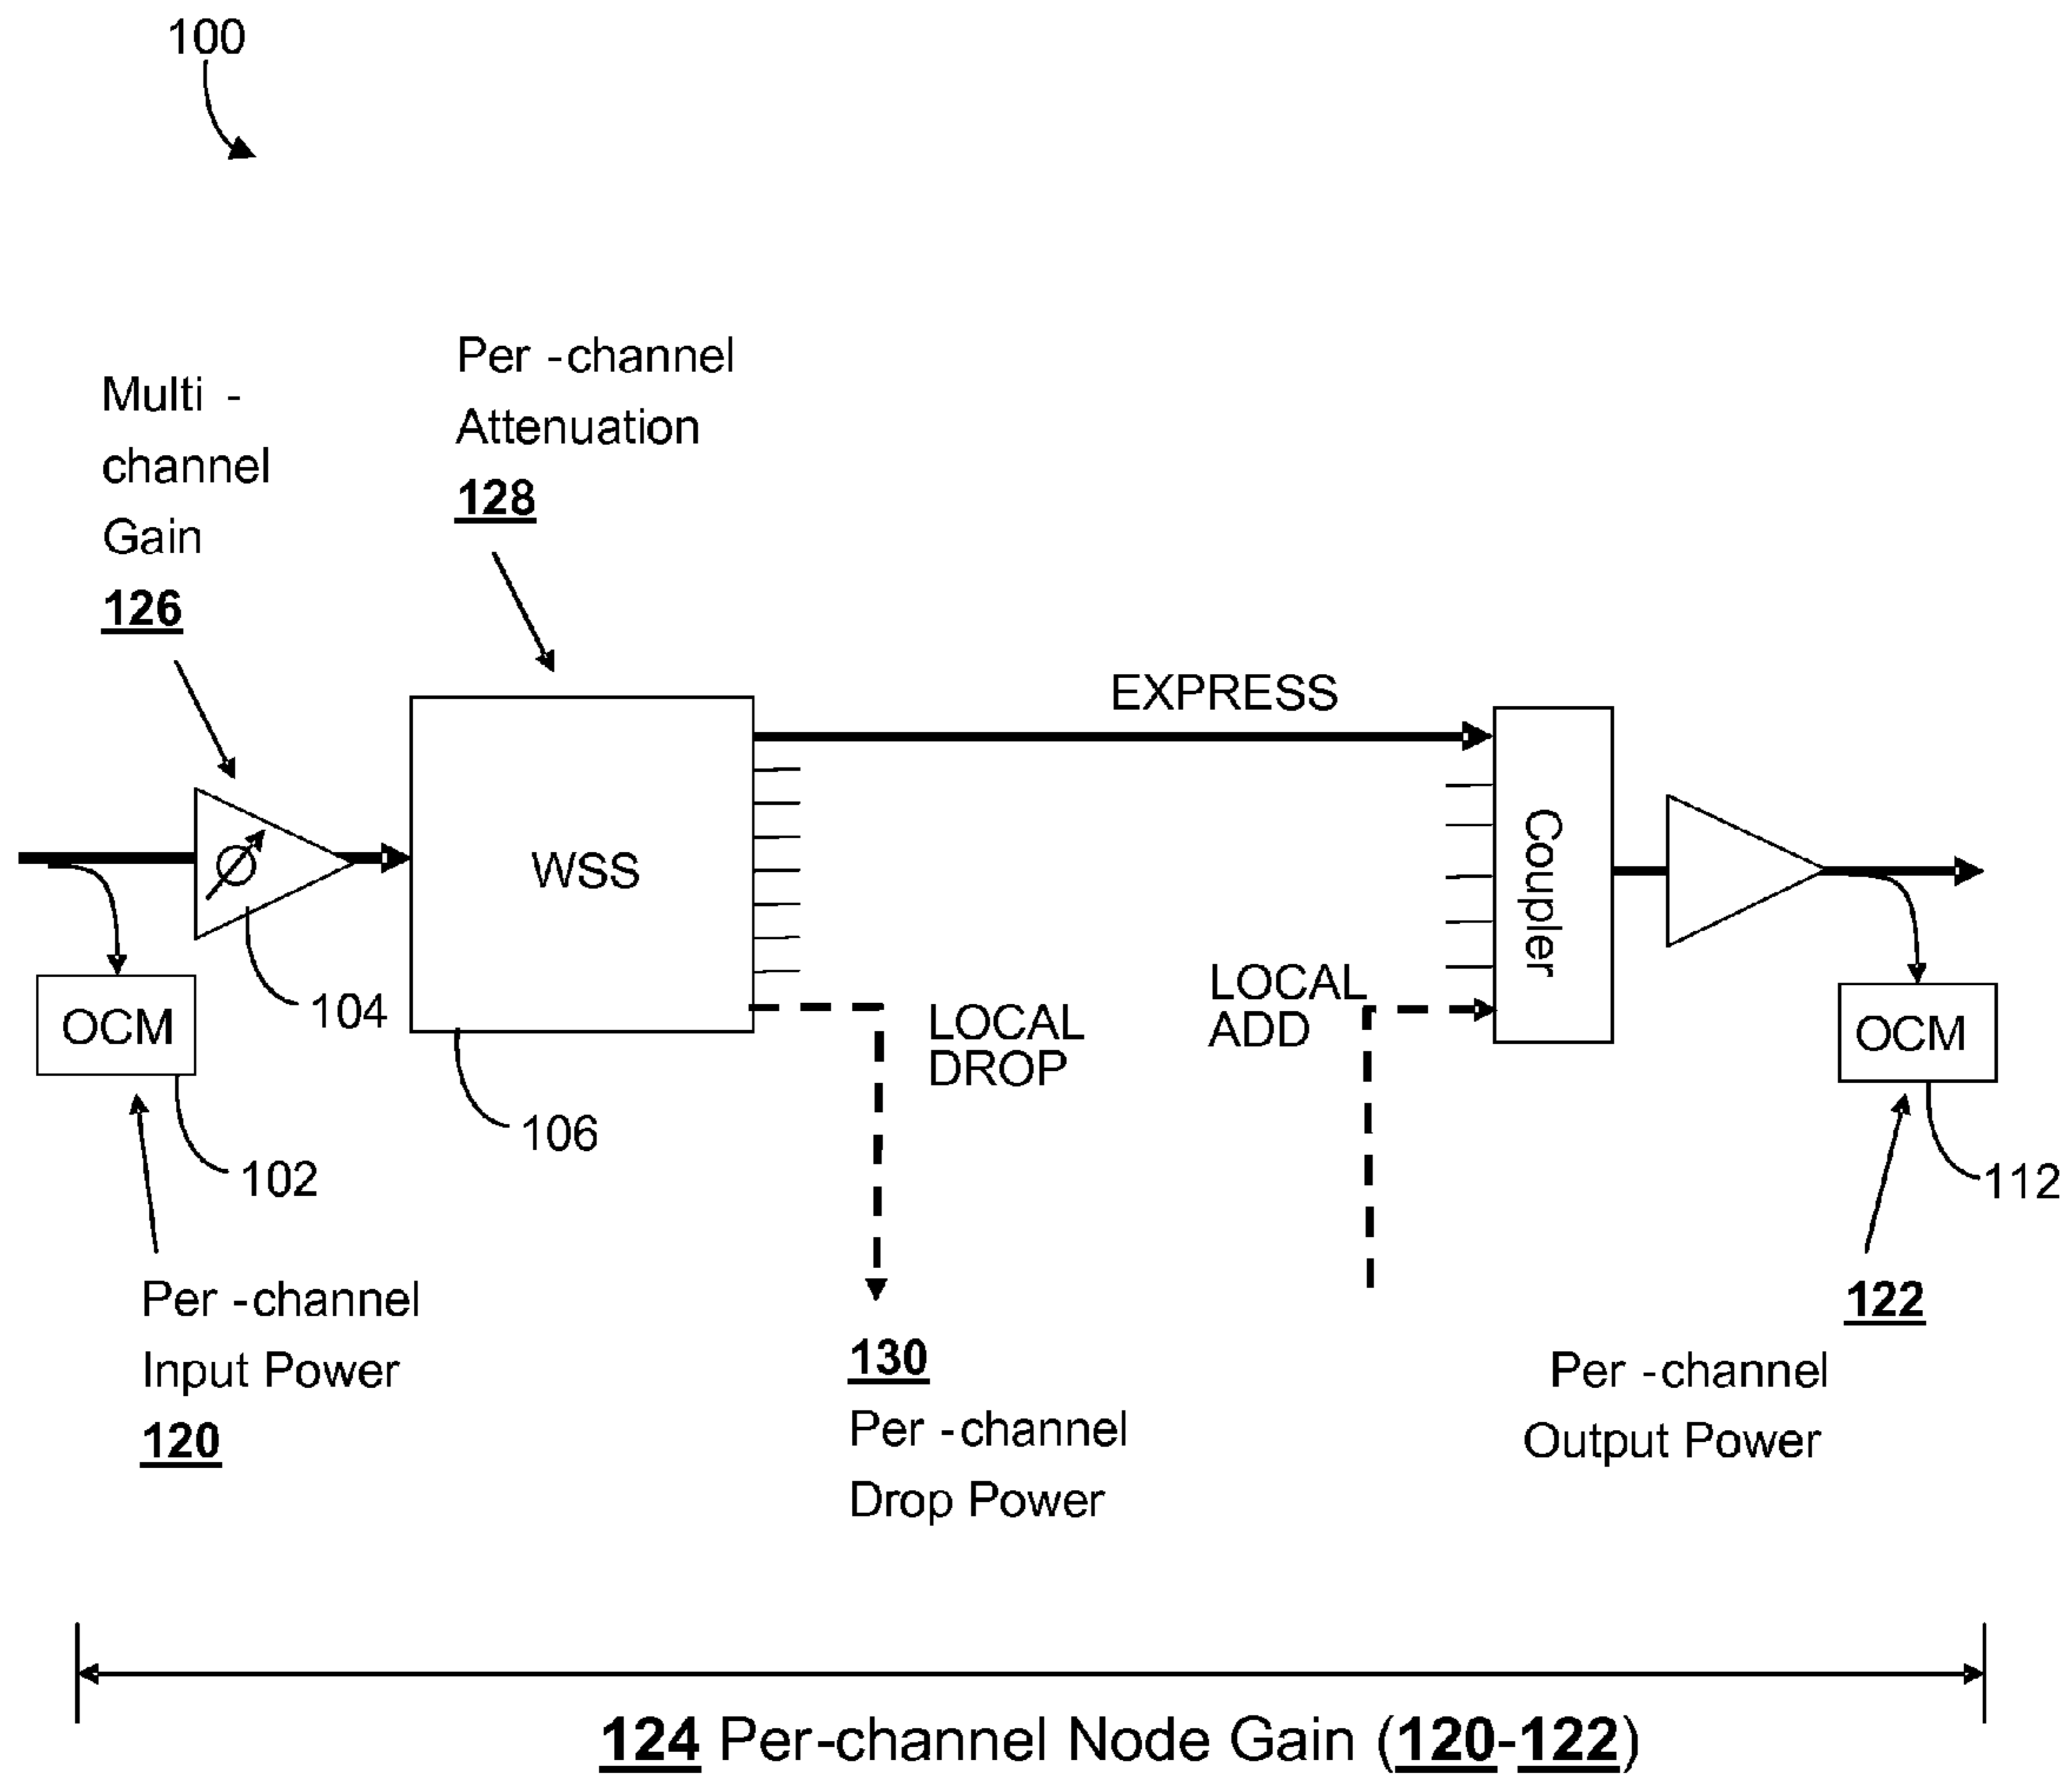 100
Per -channel
Attenuation
128
Multi -
channel
Gain
126
EXPRESS
WSS
Coupler
104
OCM
102
106
LOCAL
DROP
LOCAL
ADD
OCM
112
Per -channel
Input Power
120
130
Per -channel
Drop Power
122
Per -channel
Output Power
124 Per-channel Node Gain (120-122)